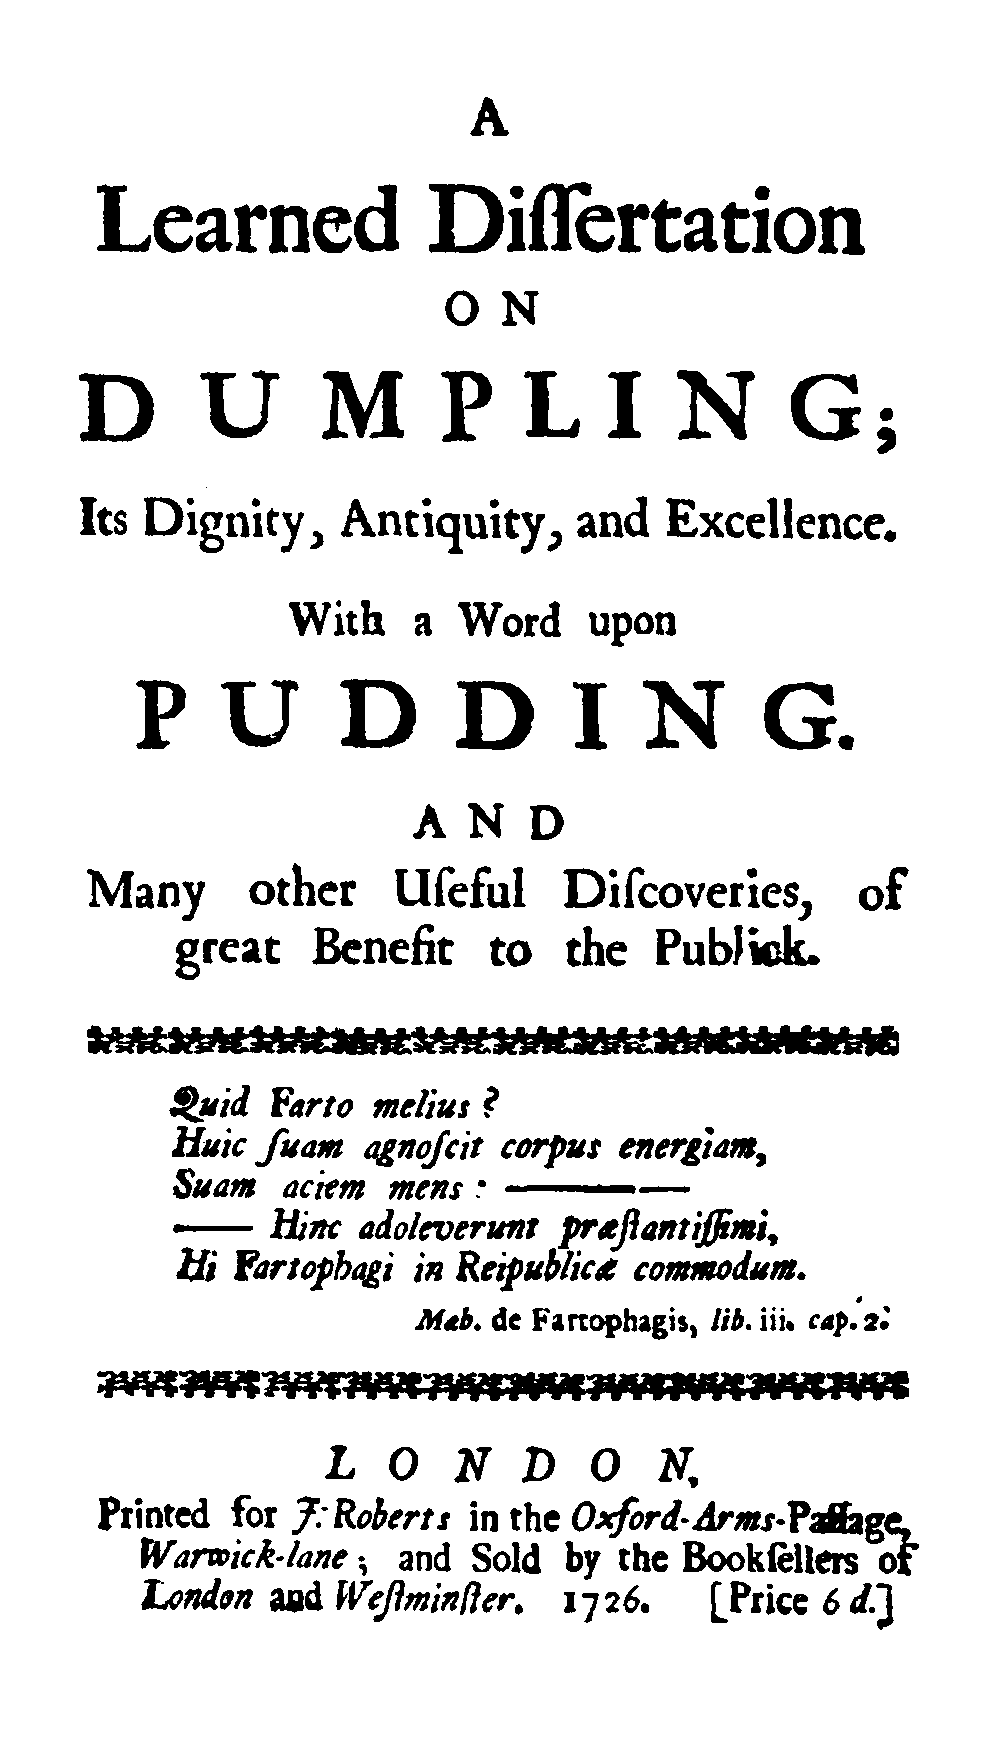 A
Learned Diſſertation
ON
DUMPLING;
Its Dignity, Antiquity, and Excellence.
With a Word upon
PUDDING.
AND
Many other Uſeful Diſcoveries, of
great Benefit to the Publick.
Quid Farto melius ?
Huic ſuam agnoſcit corpus energiam,
Suam aciem mens : ————
—— Hinc adoleverunt præſtantiſſimi,
Hi Fartophagi in Reipublicæ commodum.
Mab. de Fartophagis, lib. iii. cap. 2.
LONDON,
Printed for J. Roberts in the Oxford-Arms-Paſſage,
Warwick-lane ; and Sold by the Bookſellers of
London and Weſtminſter. 1726. [Price 6 d.]